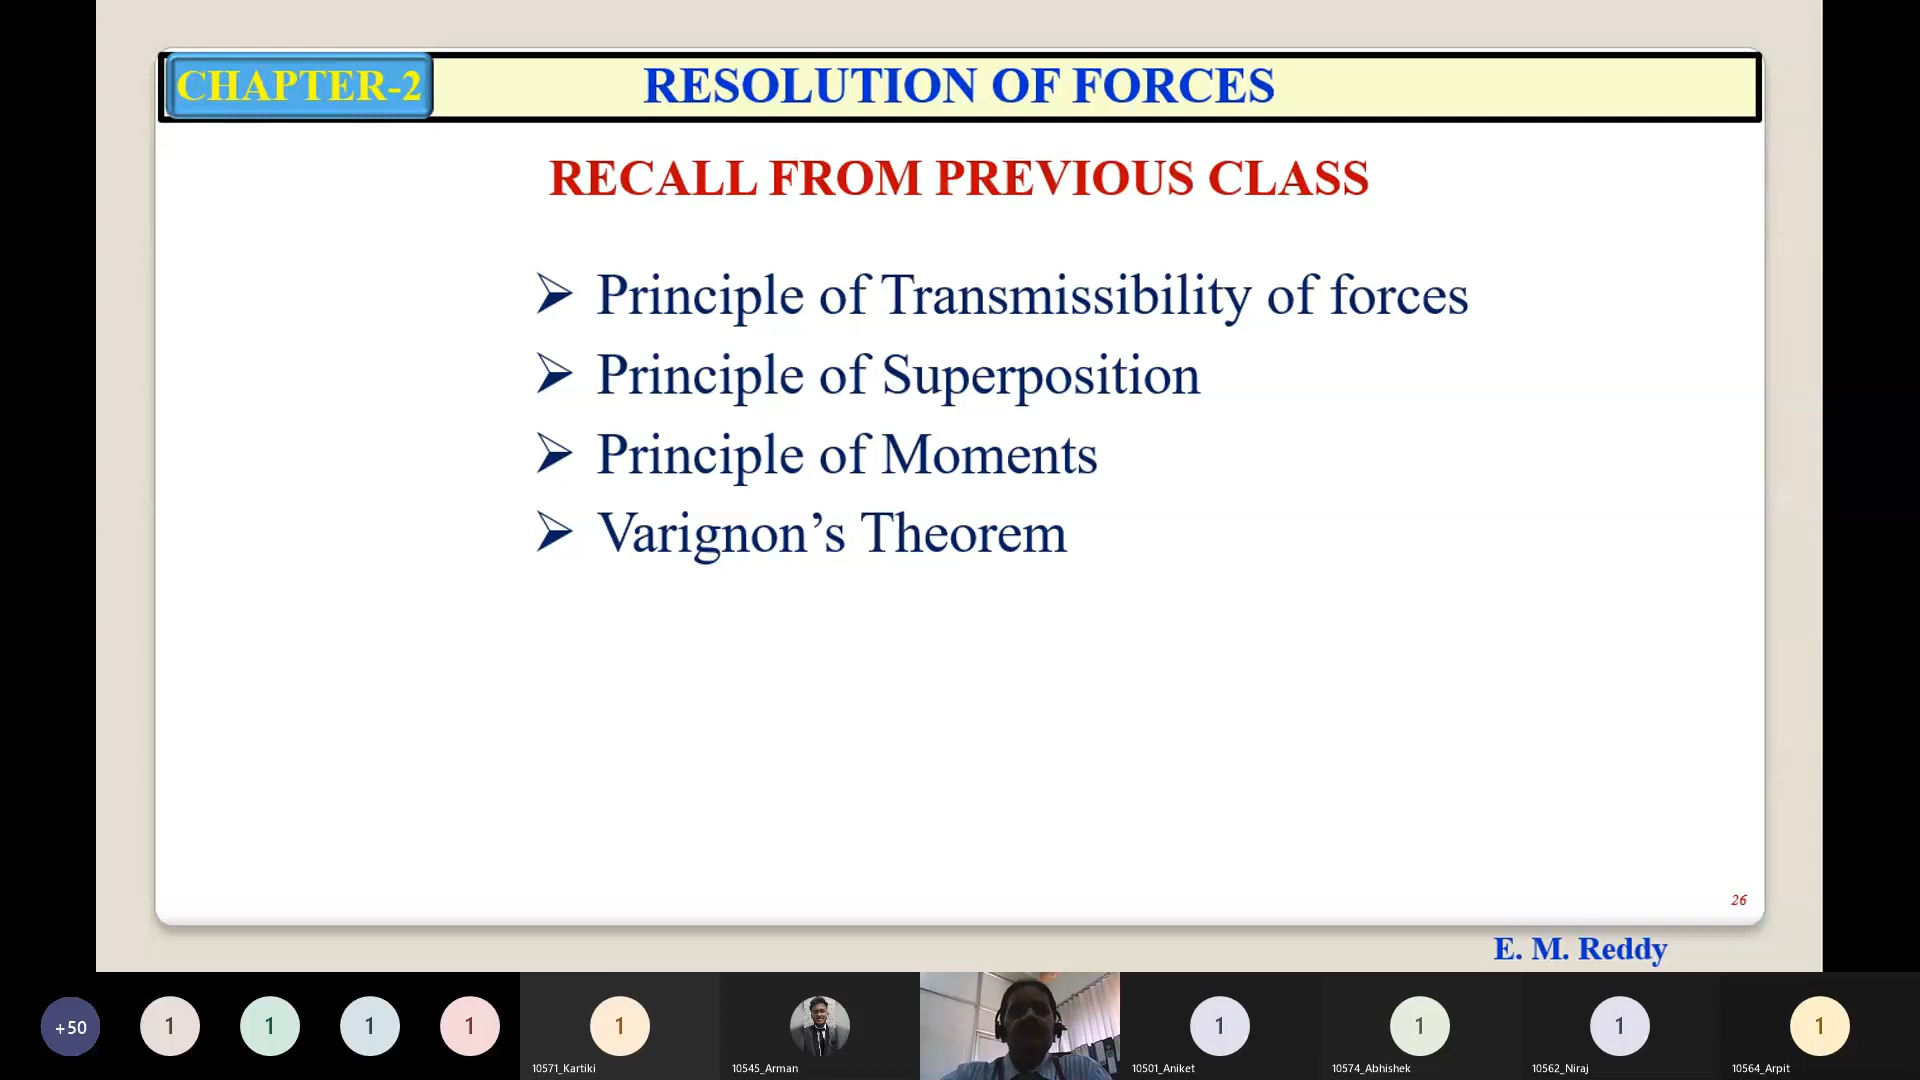 CHAPTER-2
RESOLUTION OF FORCES
RECALL FROM PREVIOUS CLASS
➢ Principle of Transmissibility of forces
➢ Principle of Superposition
➢ Principle of Moments
➢ Varignon’s Theorem
26
E. M. Reddy
+50
1
1
1
1
1
1
1
1
1
10571_Kartiki
10545_Arman
10501_Aniket
10574_Abhishek
10562_Niraj
10564_Arpit